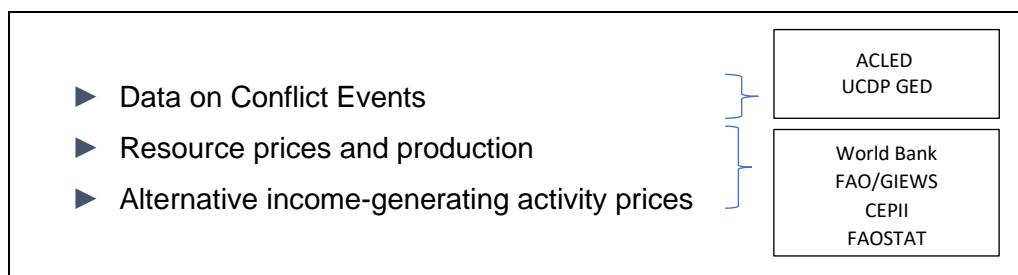 ► Data on Conflict Events
► Resource prices and production
► Alternative income-generating activity prices
ACLED
UCDP GED
World Bank
FAO/GIEWS
CEPII
FAOSTAT